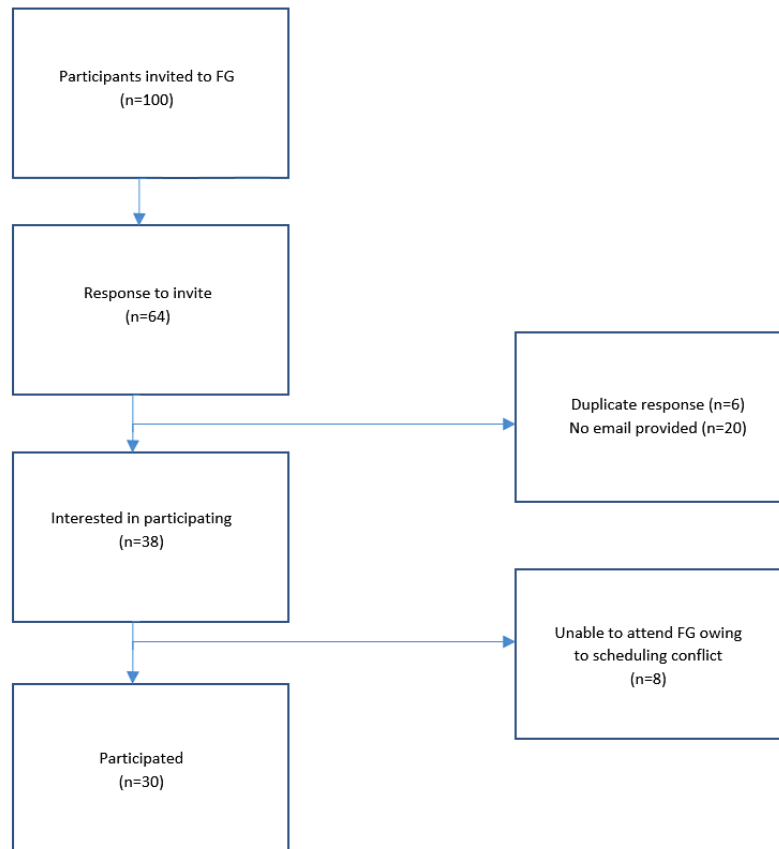 Participants invited to FG
(n=100)
Response to invite
(n=64)
Duplicate response (n=6)
No email provided (n=20)
Interested in participating
(n=38)
Unable to attend FG owing
to scheduling conflict
(n=8)
Participated
(n=30)